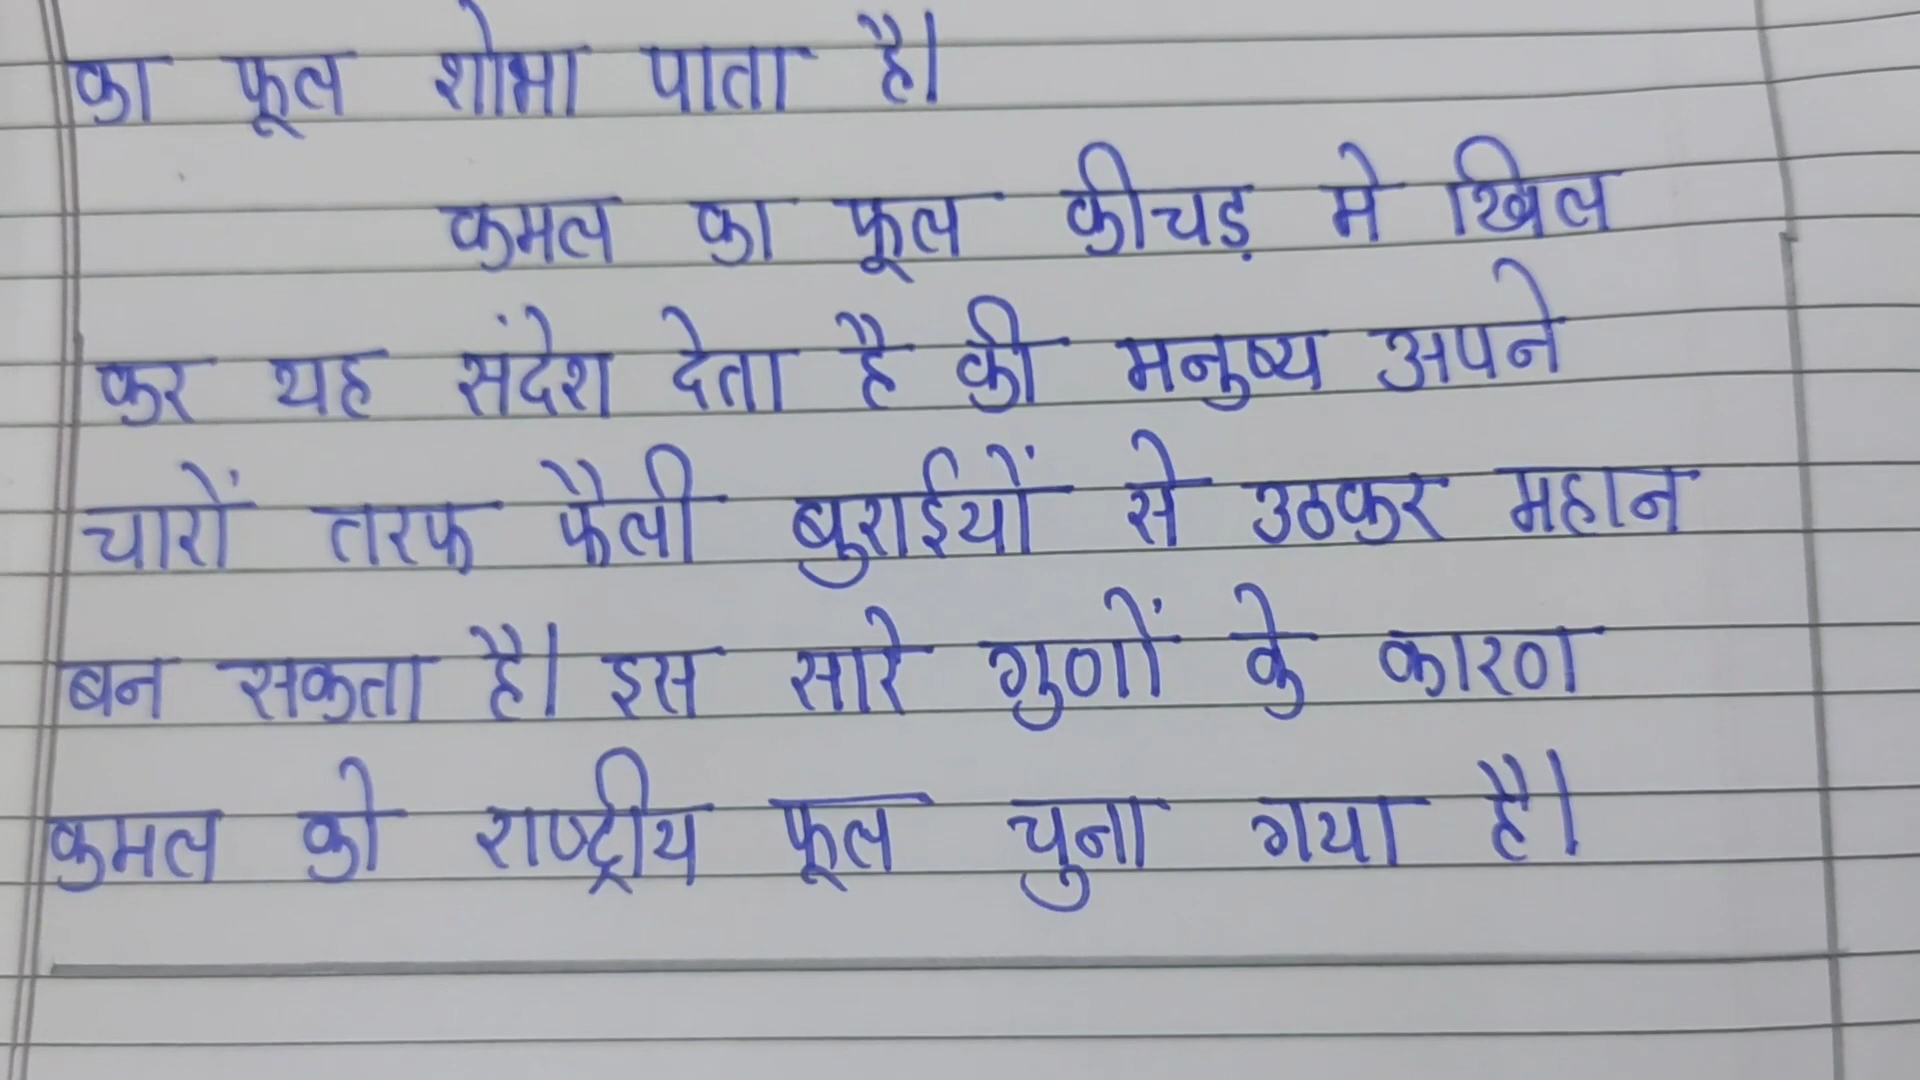 का फूल शोभा पाता है।
कमल का फूल कीचड़ मे खिल
कर यह संदेश देता है की मनुष्य अपने
चारों तरफ फैली बुराईयों से उठकर महान
बन सकता है। इस सारे गुणों के कारण
कमल को राष्ट्रीय फूल चुना गया है।